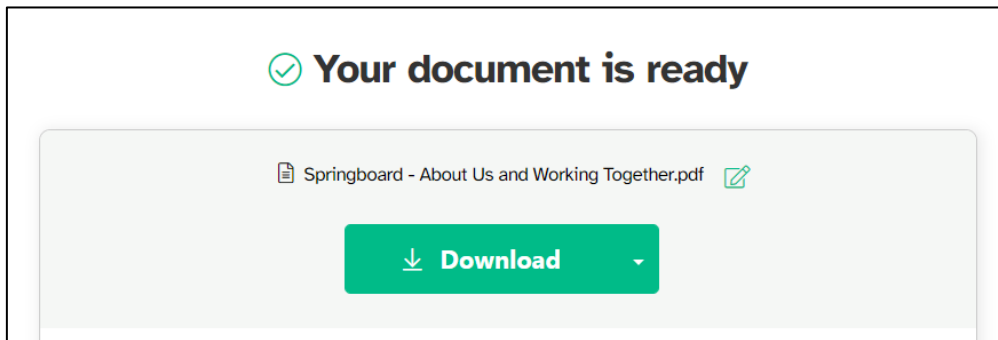 Your document is ready
Springboard - About Us and Working Together.pdf
Download